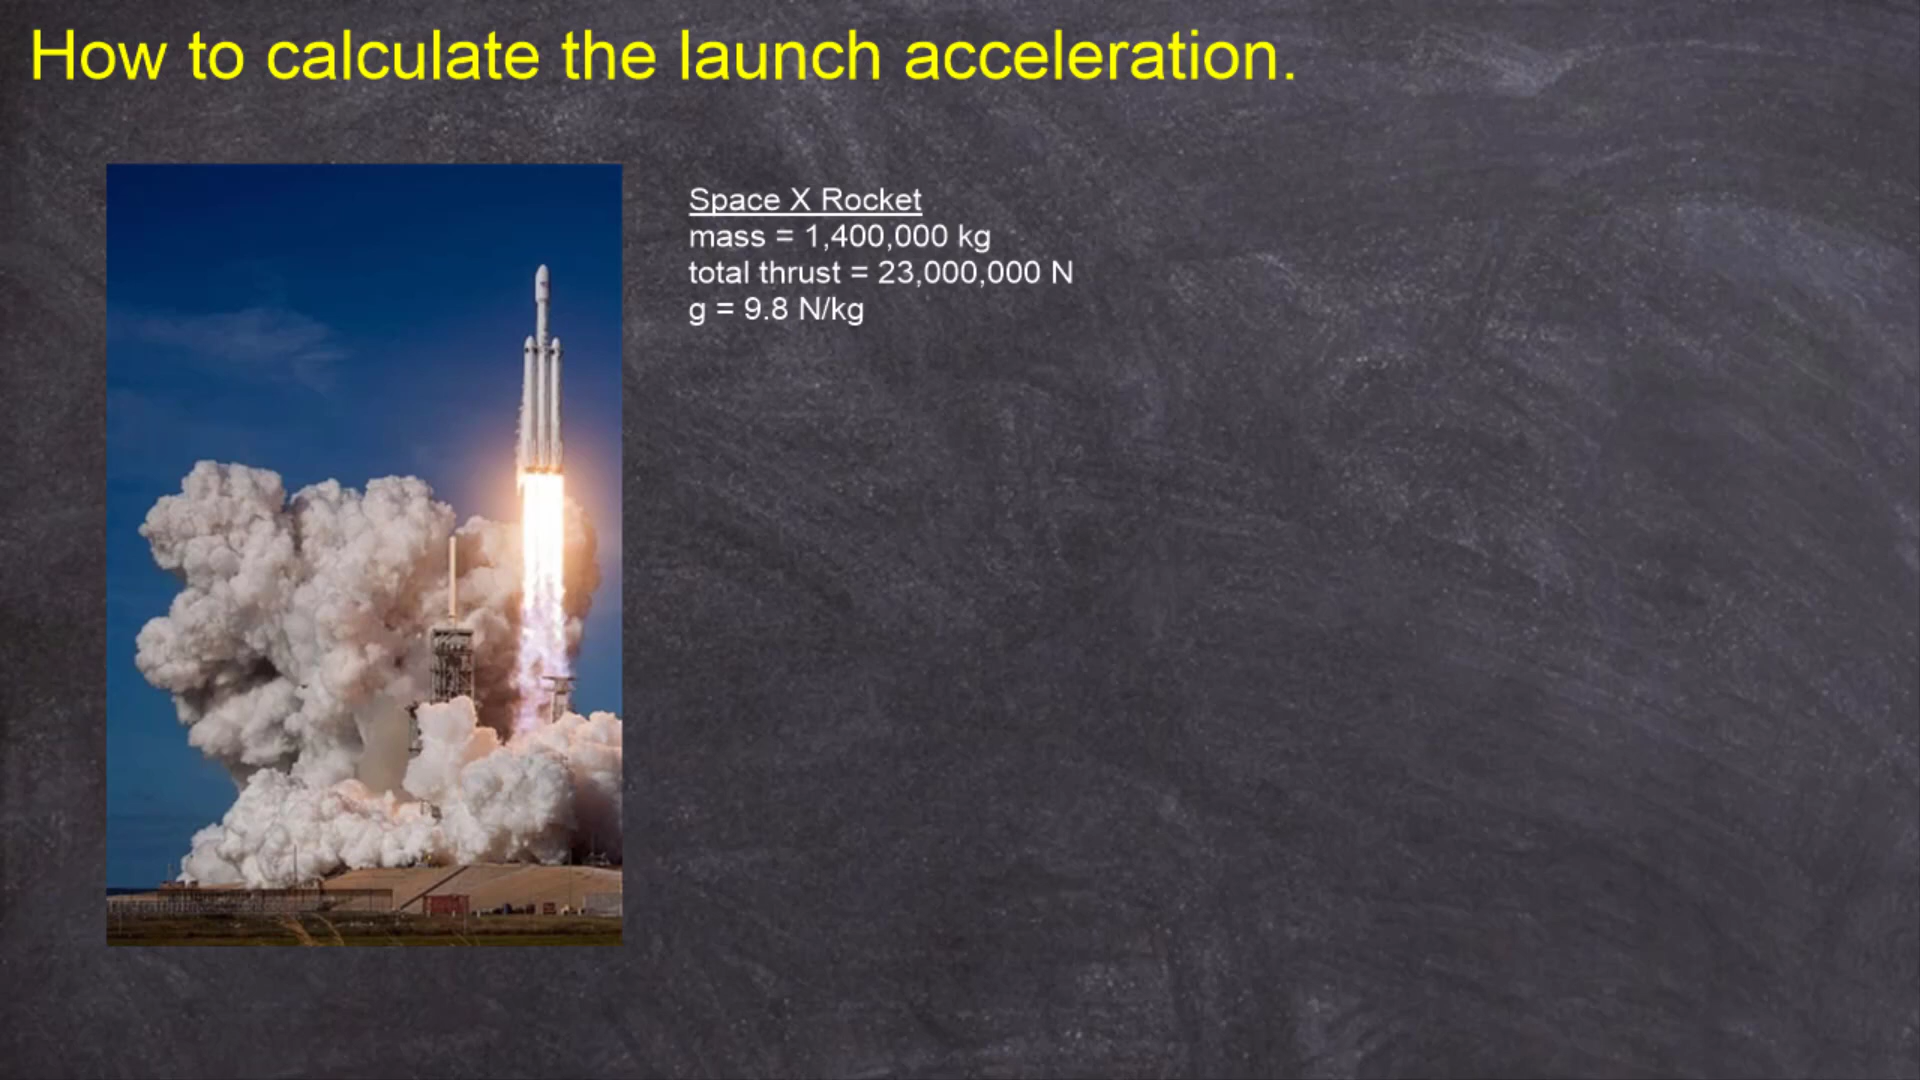 How to calculate the launch acceleration.
Space X Rocket
mass = 1,400,000 kg
total thrust = 23,000,000 N
g = 9.8 N/kg